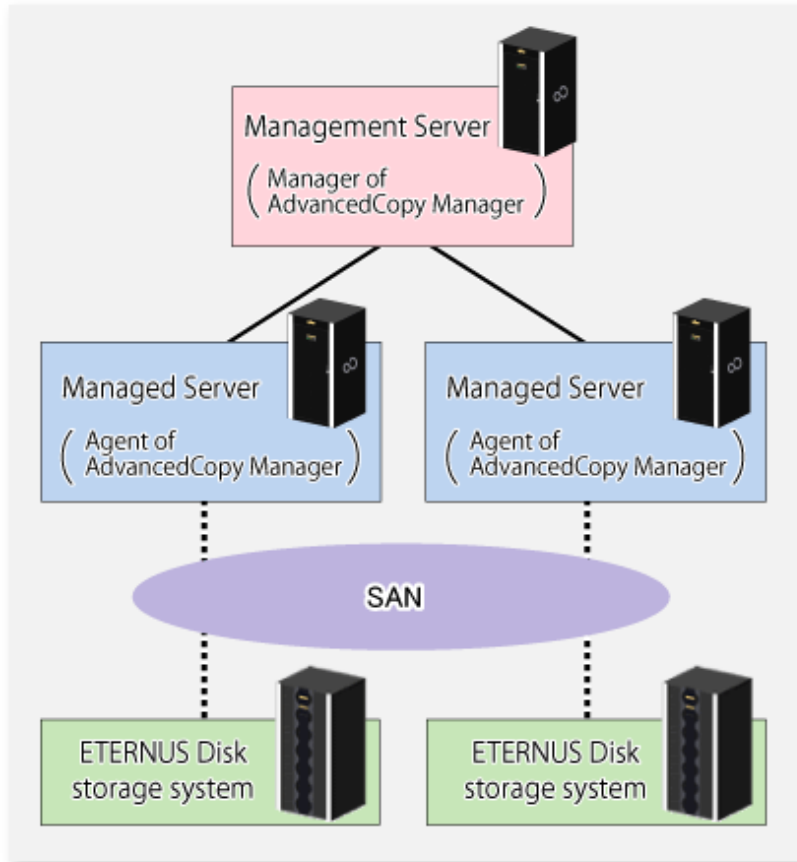 Management Server
( Manager of
AdvancedCopy Manager )
Managed Server
( Agent of
AdvancedCopy Manager )
Managed Server
( Agent of
AdvancedCopy Manager )
SAN
ETERNUS Disk
storage system
ETERNUS Disk
storage system